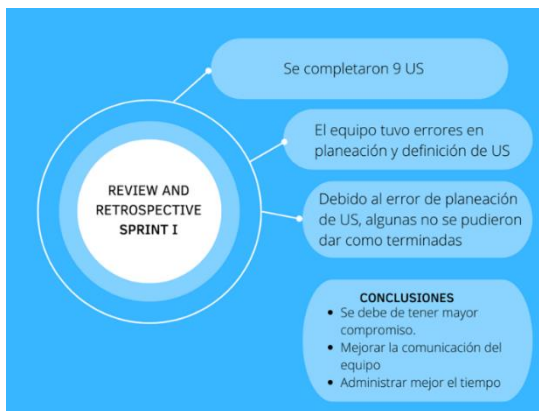 REVIEW AND
RETROSPECTIVE
SPRINT I
Se completaron 9 US
El equipo tuvo errores en
planeación y definición de US
Debido al error de planeación
de US, algunas no se pudieron
dar como terminadas
CONCLUSIONES
• Se debe de tener mayor
compromiso.
• Mejorar la comunicación del
equipo
• Administrar mejor el tiempo